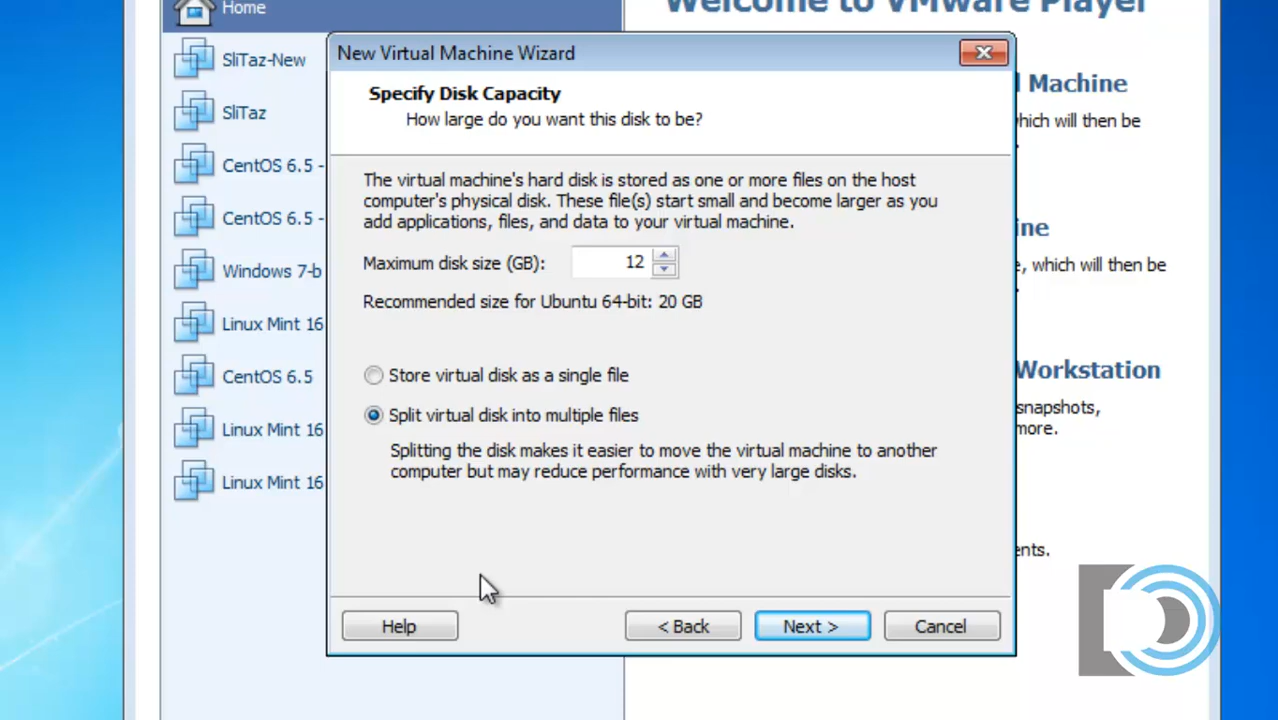 Home
Welcome to VMware Player
New Virtual Machine Wizard
SliTaz-New
SliTaz
CentOS 6.5 -
CentOS 6.5 -
Windows 7-b
Linux Mint 16
CentOS 6.5
Linux Mint 16
Linux Mint 16
Specify Disk Capacity
How large do you want this disk to be?
The virtual machine's hard disk is stored as one or more files on the host
computer's physical disk. These file(s) start small and become larger as you
add applications, files, and data to your virtual machine.
Maximum disk size (GB): 12
Recommended size for Ubuntu 64-bit: 20 GB
Store virtual disk as a single file
Split virtual disk into multiple files
Splitting the disk makes it easier to move the virtual machine to another
computer but may reduce performance with very large disks.
Help
< Back
Next >
Cancel
Machine
which will then be
ne
e, which will then be
Workstation
snapshots,
more.
ents.